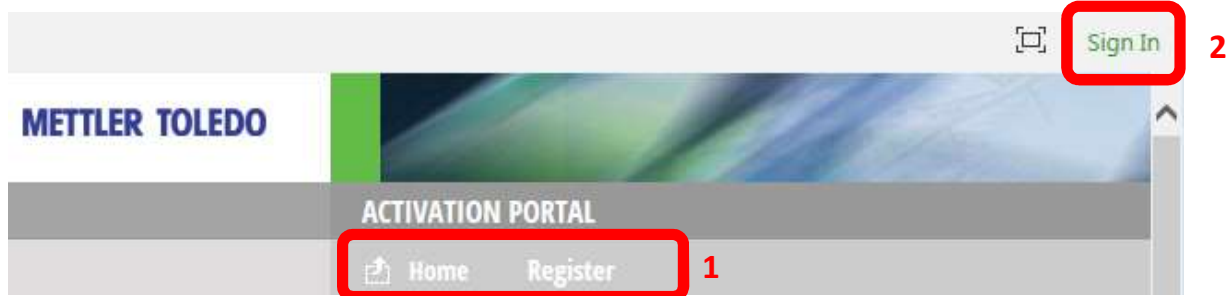 Sign In
2
METTLER TOLEDO
ACTIVATION PORTAL
Home Register
1